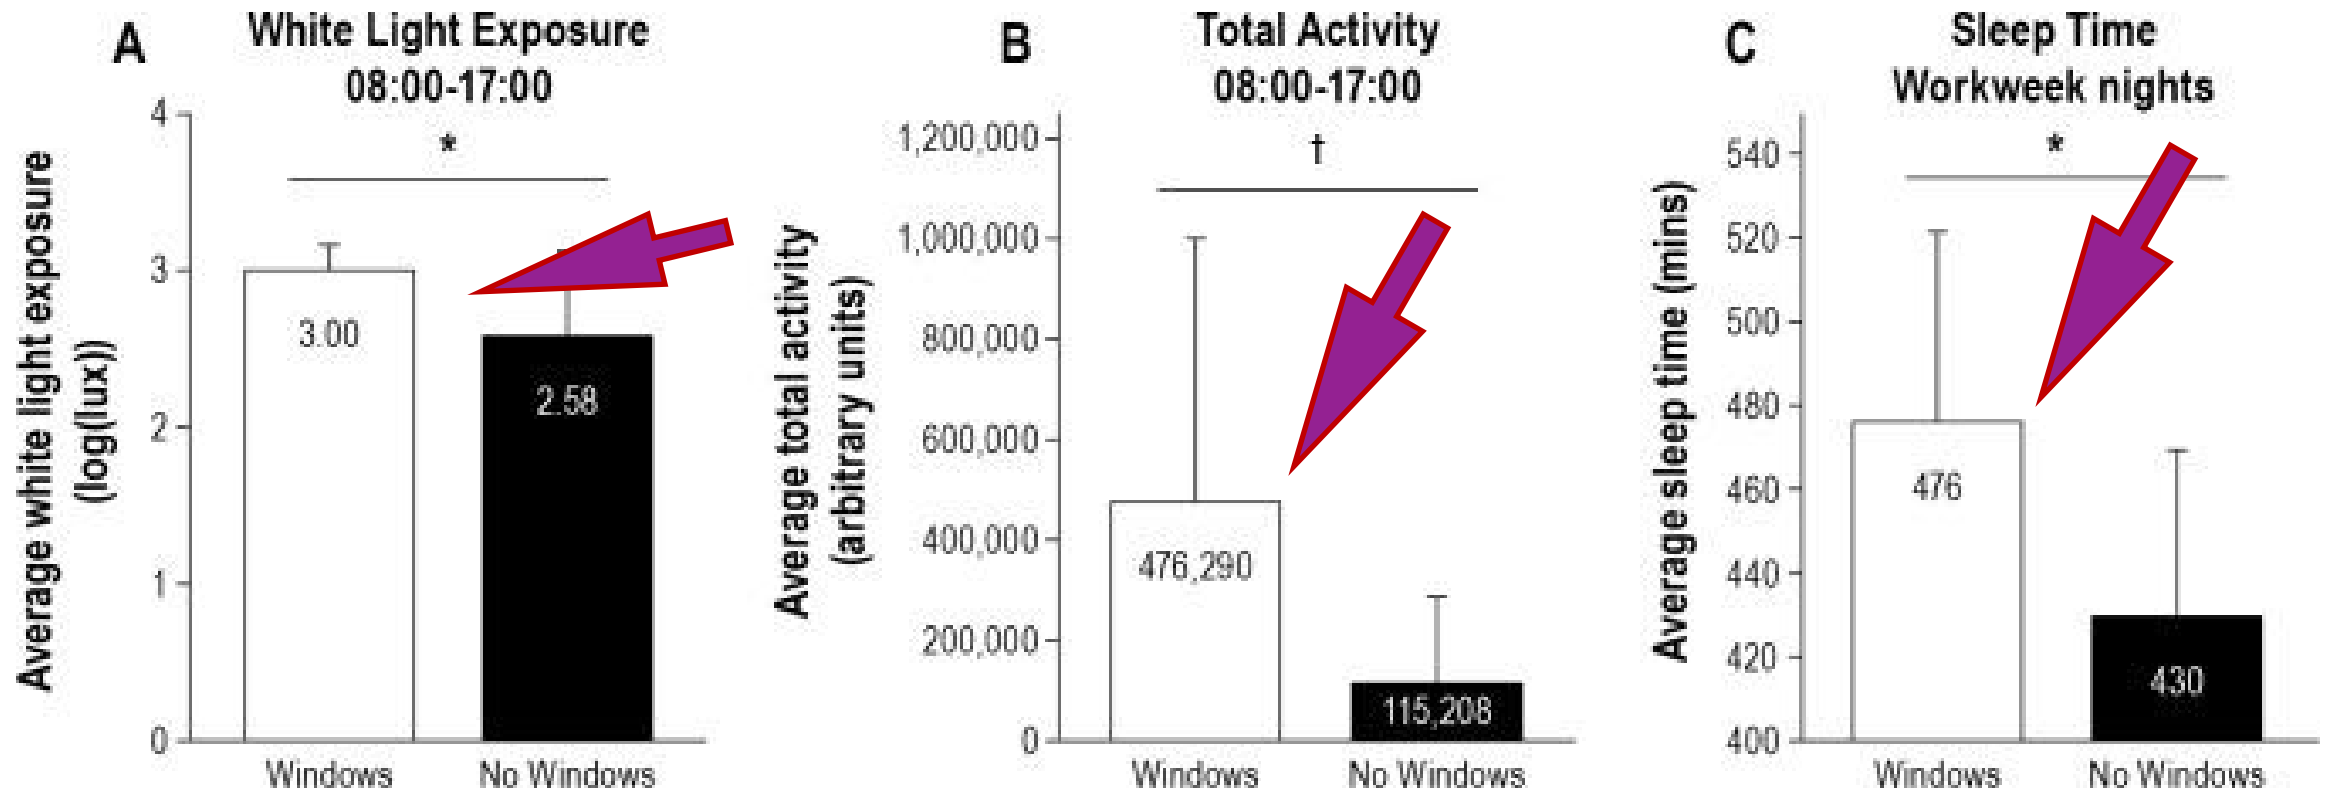 A
White Light Exposure
08:00-17:00
Average white light exposure
(log(lux))
4
3
2
1
0
*
3.00
2.58
Windows
No Windows
B
Total Activity
08:00-17:00
Average total activity
(arbitrary units)
1,200,000
1,000,000
800,000
600,000
400,000
200,000
0
†
476,290
115,208
Windows
No Windows
C
Sleep Time
Workweek nights
Average sleep time (mins)
540
520
500
480
460
440
420
400
*
476
430
Windows
No Windows